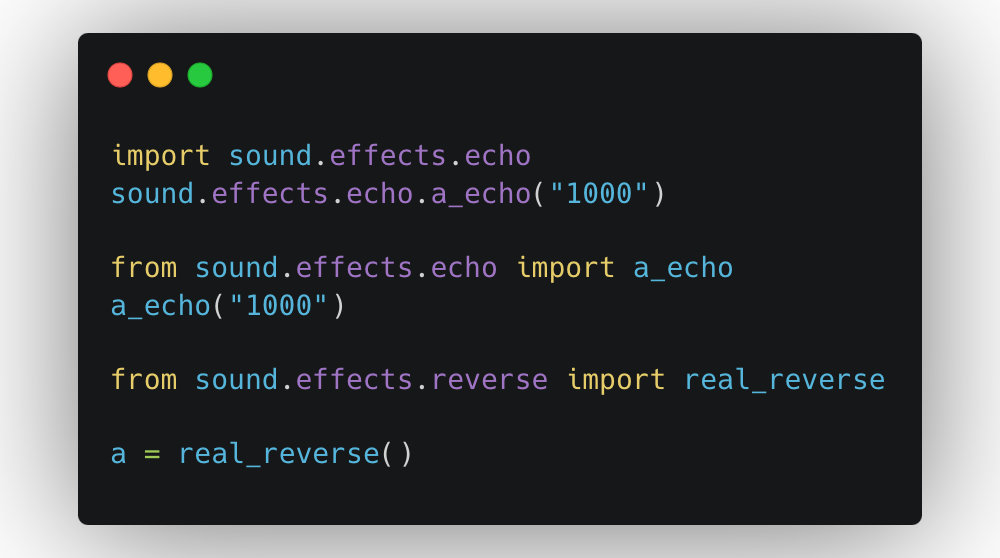 import sound.effects.echo
sound.effects.echo.a_echo("1000")
from sound.effects.echo import a_echo
a_echo("1000")
from sound.effects.reverse import real_reverse
a = real_reverse()